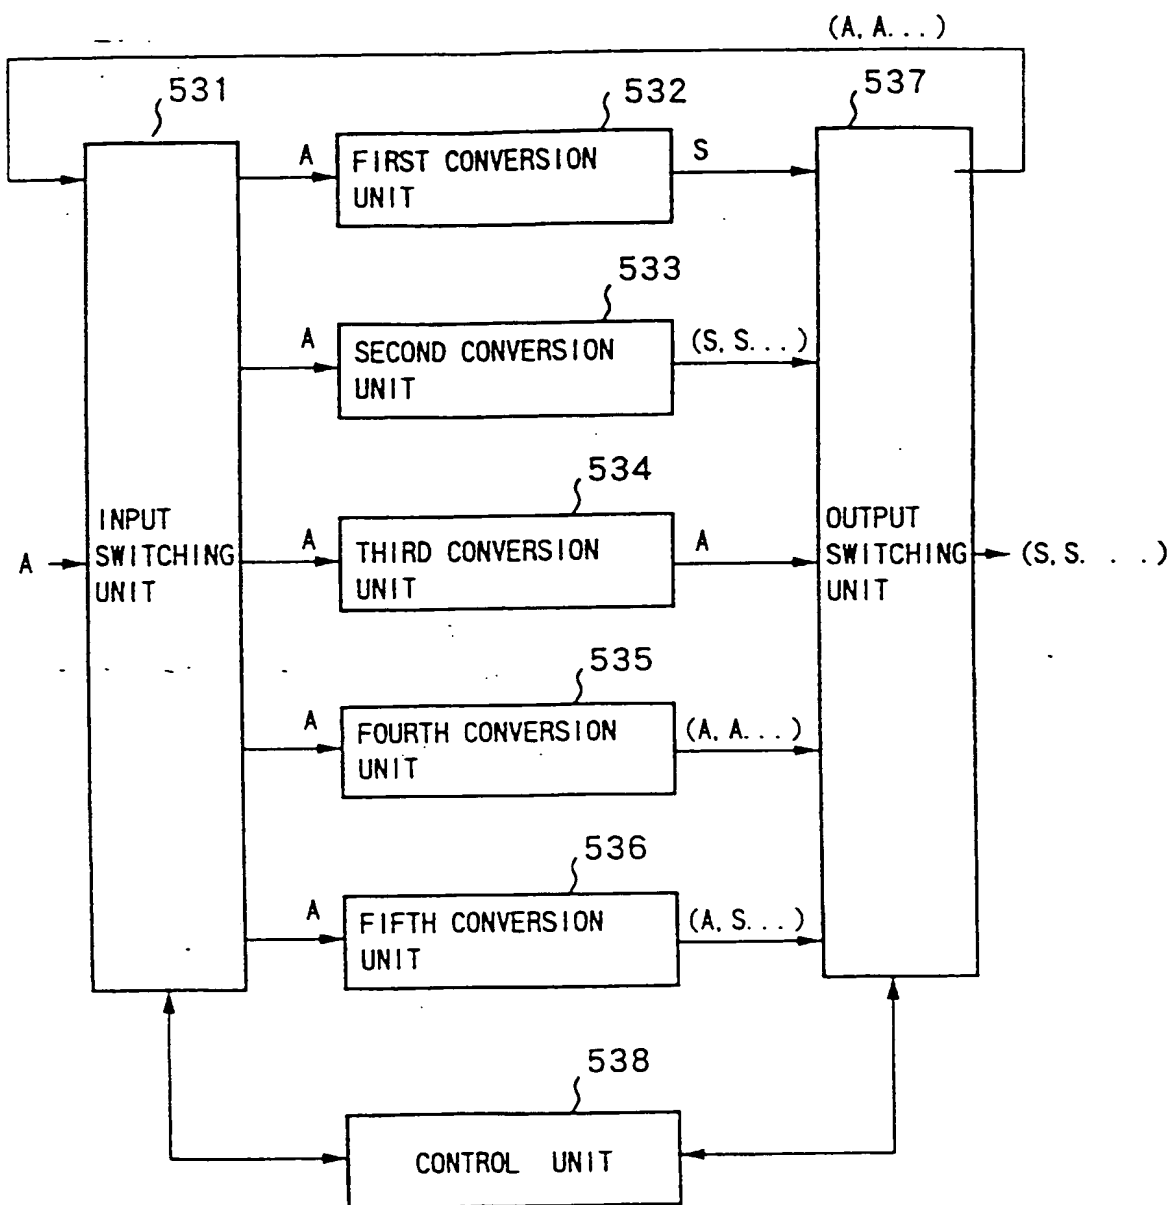 (A, A...)
531
532
537
A
FIRST CONVERSION
UNIT
S
533
A
SECOND CONVERSION
UNIT
(S, S...)
534
A
INPUT
SWITCHING
UNIT
A
THIRD CONVERSION
UNIT
A
OUTPUT
SWITCHING
UNIT
(S, S. . .)
535
A
FOURTH CONVERSION
UNIT
(A, A...)
536
A
FIFTH CONVERSION
UNIT
(A, S...)
538
CONTROL UNIT